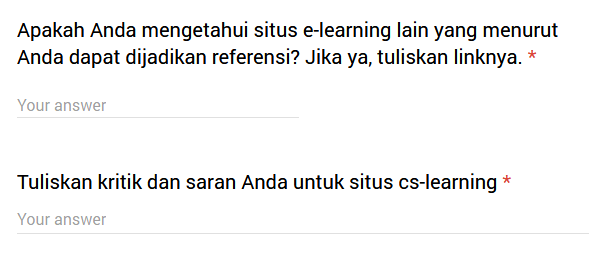 Apakah Anda mengetahui situs e-learning lain yang menurut
Anda dapat dijadikan referensi? Jika ya, tuliskan linknya. *
Your answer
Tuliskan kritik dan saran Anda untuk situs cs-learning *
Your answer